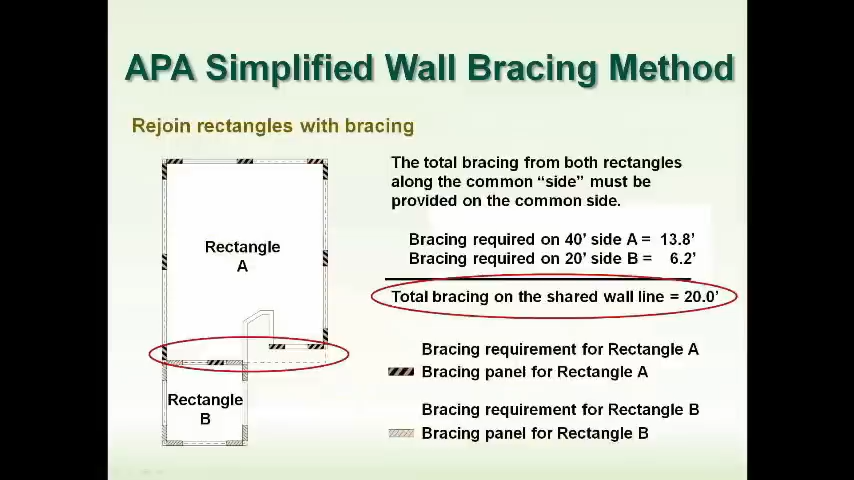 APA Simplified Wall Bracing Method
Rejoin rectangles with bracing
The total bracing from both rectangles
along the common “side” must be
provided on the common side.
Bracing required on 40’ side A = 13.8’
Bracing required on 20’ side B = 6.2’
Total bracing on the shared wall line = 20.0’
Rectangle
A
Rectangle
B
Bracing requirement for Rectangle A
Bracing panel for Rectangle A
Bracing requirement for Rectangle B
Bracing panel for Rectangle B